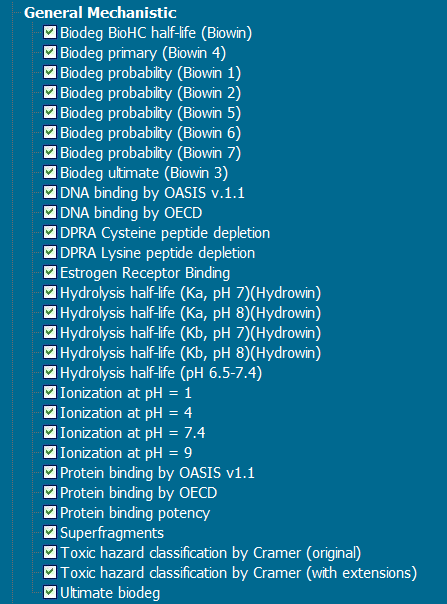 General Mechanistic
Biodeg BioHC half-life (Biowin)
Biodeg primary (Biowin 4)
Biodeg probability (Biowin 1)
Biodeg probability (Biowin 2)
Biodeg probability (Biowin 5)
Biodeg probability (Biowin 6)
Biodeg probability (Biowin 7)
Biodeg ultimate (Biowin 3)
DNA binding by OASIS v.1.1
DNA binding by OECD
DPRA Cysteine peptide depletion
DPRA Lysine peptide depletion
Estrogen Receptor Binding
Hydrolysis half-life (Ka, pH 7)(Hydrowin)
Hydrolysis half-life (Ka, pH 8)(Hydrowin)
Hydrolysis half-life (Kb, pH 7)(Hydrowin)
Hydrolysis half-life (Kb, pH 8)(Hydrowin)
Hydrolysis half-life (pH 6.5-7.4)
Ionization at pH = 1
Ionization at pH = 4
Ionization at pH = 7.4
Ionization at pH = 9
Protein binding by OASIS v1.1
Protein binding by OECD
Protein binding potency
Superfragments
Toxic hazard classification by Cramer (original)
Toxic hazard classification by Cramer (with extensions)
Ultimate biodeg